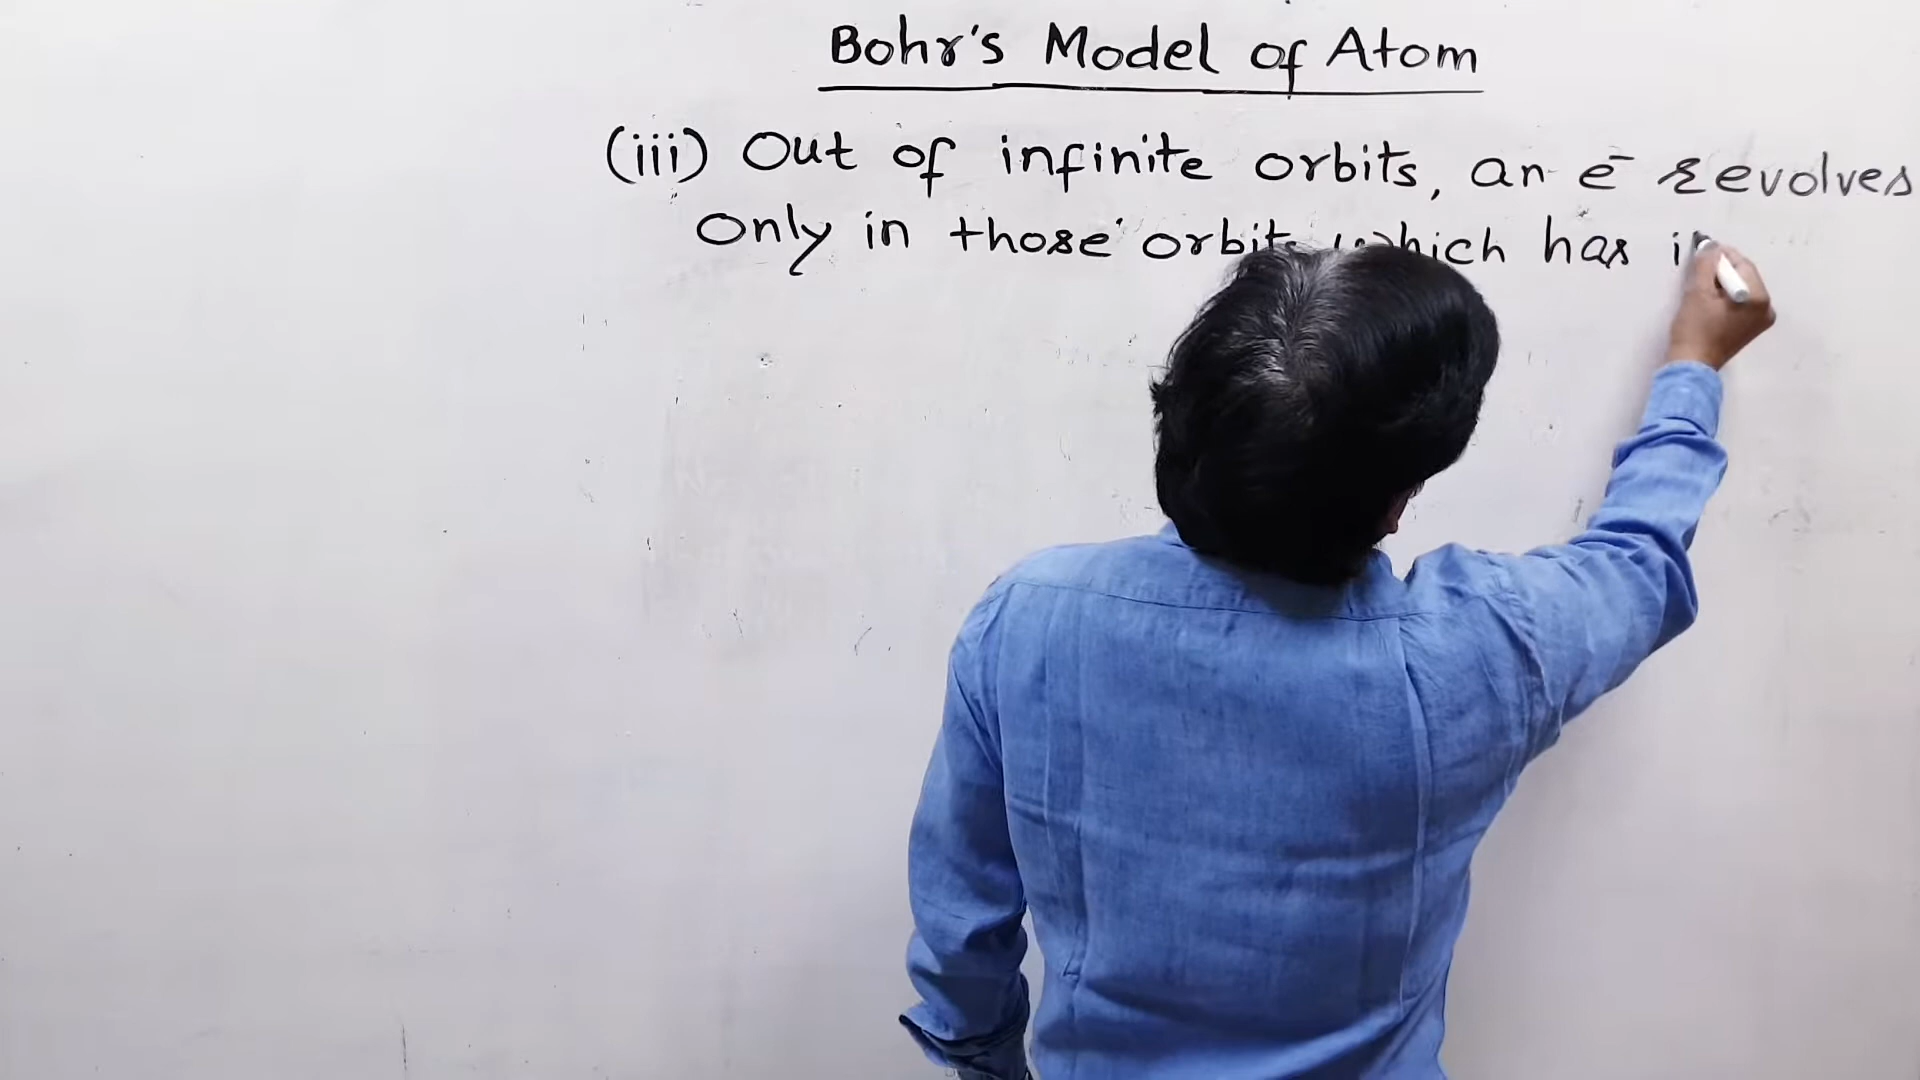 Bohr's Model of Atom
(iii) Out of infinite orbits, an e⁻ revolves
Only in those orbits which has